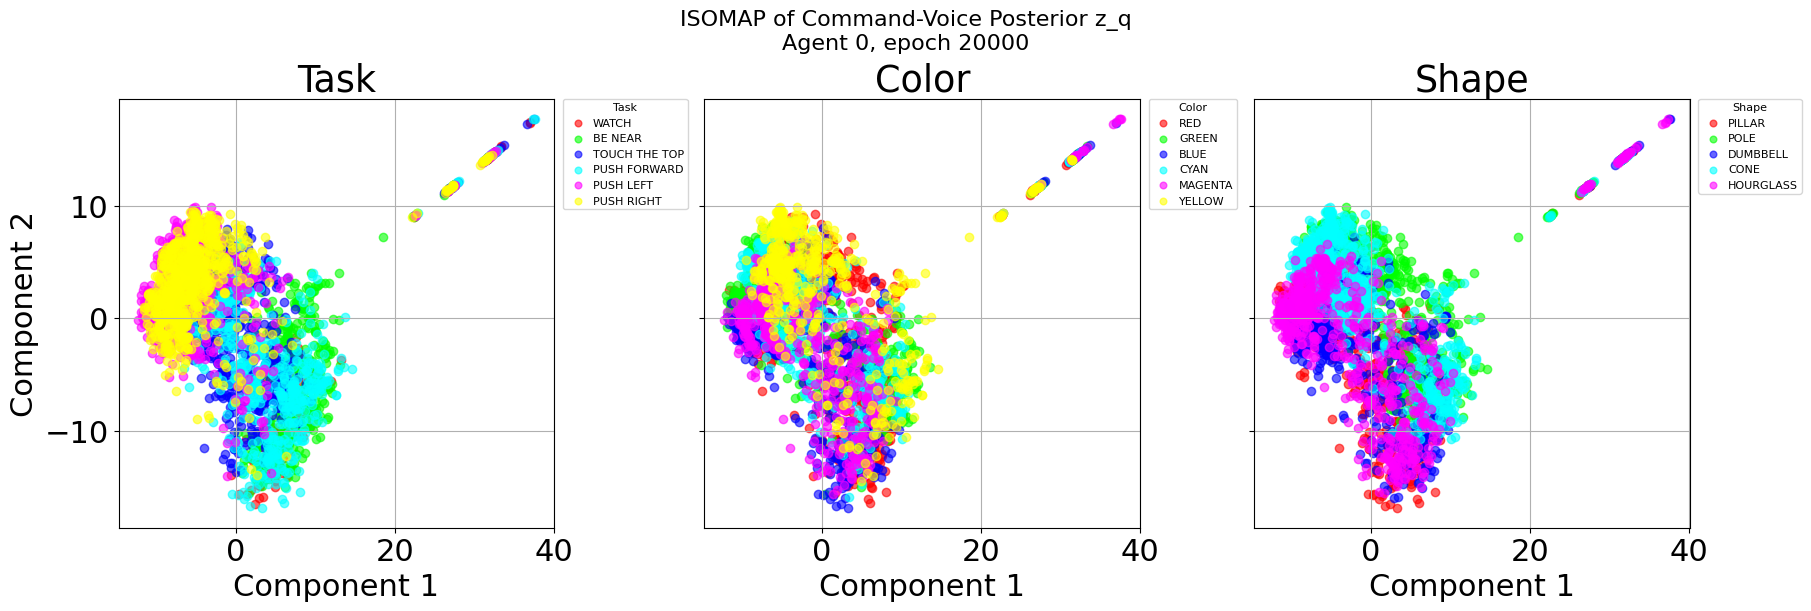 ISOMAP of Command-Voice Posterior z_q
Agent 0, epoch 20000
Task
Color
Shape
Task
WATCH
BE NEAR
TOUCH THE TOP
PUSH FORWARD
PUSH LEFT
PUSH RIGHT
Color
RED
GREEN
BLUE
CYAN
MAGENTA
YELLOW
Shape
PILLAR
POLE
DUMBBELL
CONE
HOURGLASS
Component 2
10
0
−10
0
20
40
0
20
40
0
20
40
Component 1
Component 1
Component 1